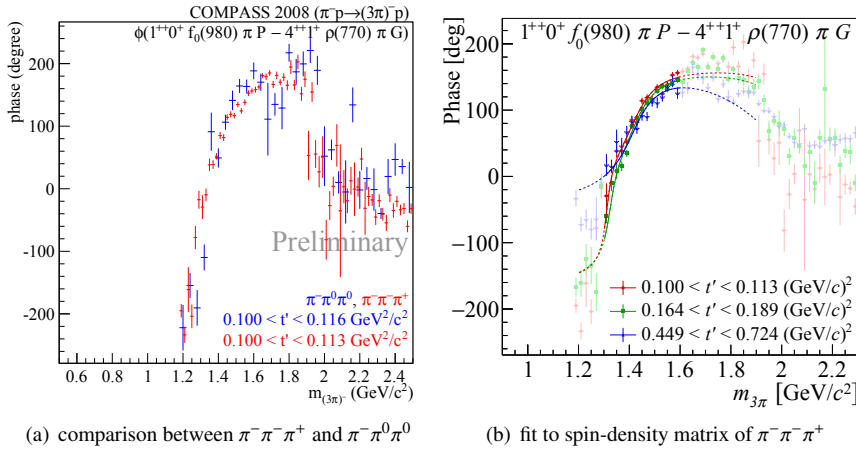 COMPASS 2008 (π⁻p→(3π)⁻p)
ϕ(1⁺⁺0⁺ f₀(980) π P − 4⁺⁺1⁺ ρ(770) π G)
phase (degree)
200
100
0
-100
-200
Preliminary
π⁻π⁰π⁰, π⁻π⁻π⁺
0.100 < t' < 0.116 GeV²/c²
0.100 < t' < 0.113 GeV²/c²
0.6 0.8 1 1.2 1.4 1.6 1.8 2 2.2 2.4
m₍₃π₎⁻ (GeV/c²)
(a) comparison between π⁻π⁻π⁺ and π⁻π⁰π⁰
1⁺⁺0⁺ f₀(980) π P − 4⁺⁺1⁺ ρ(770) π G
Phase [deg]
200
100
0
−100
−200
0.100 < t' < 0.113 (GeV/c)²
0.164 < t' < 0.189 (GeV/c)²
0.449 < t' < 0.724 (GeV/c)²
1 1.2 1.4 1.6 1.8 2 2.2
m₃π [GeV/c²]
(b) fit to spin-density matrix of π⁻π⁻π⁺